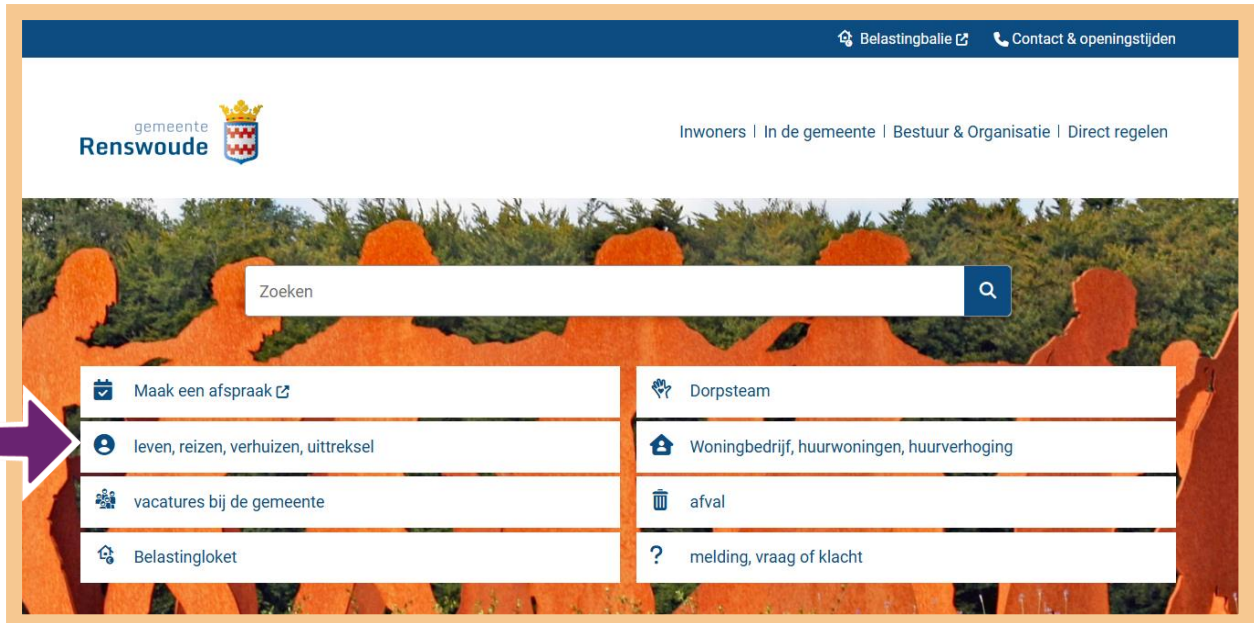 Belastingbalie
Contact & openingstijden
gemeente
Renswoude
Inwoners | In de gemeente | Bestuur & Organisatie | Direct regelen
Zoeken
Maak een afspraak
Dorpsteam
leven, reizen, verhuizen, uittreksel
Woningbedrijf, huurwoningen, huurverhoging
vacatures bij de gemeente
afval
Belastingloket
? melding, vraag of klacht